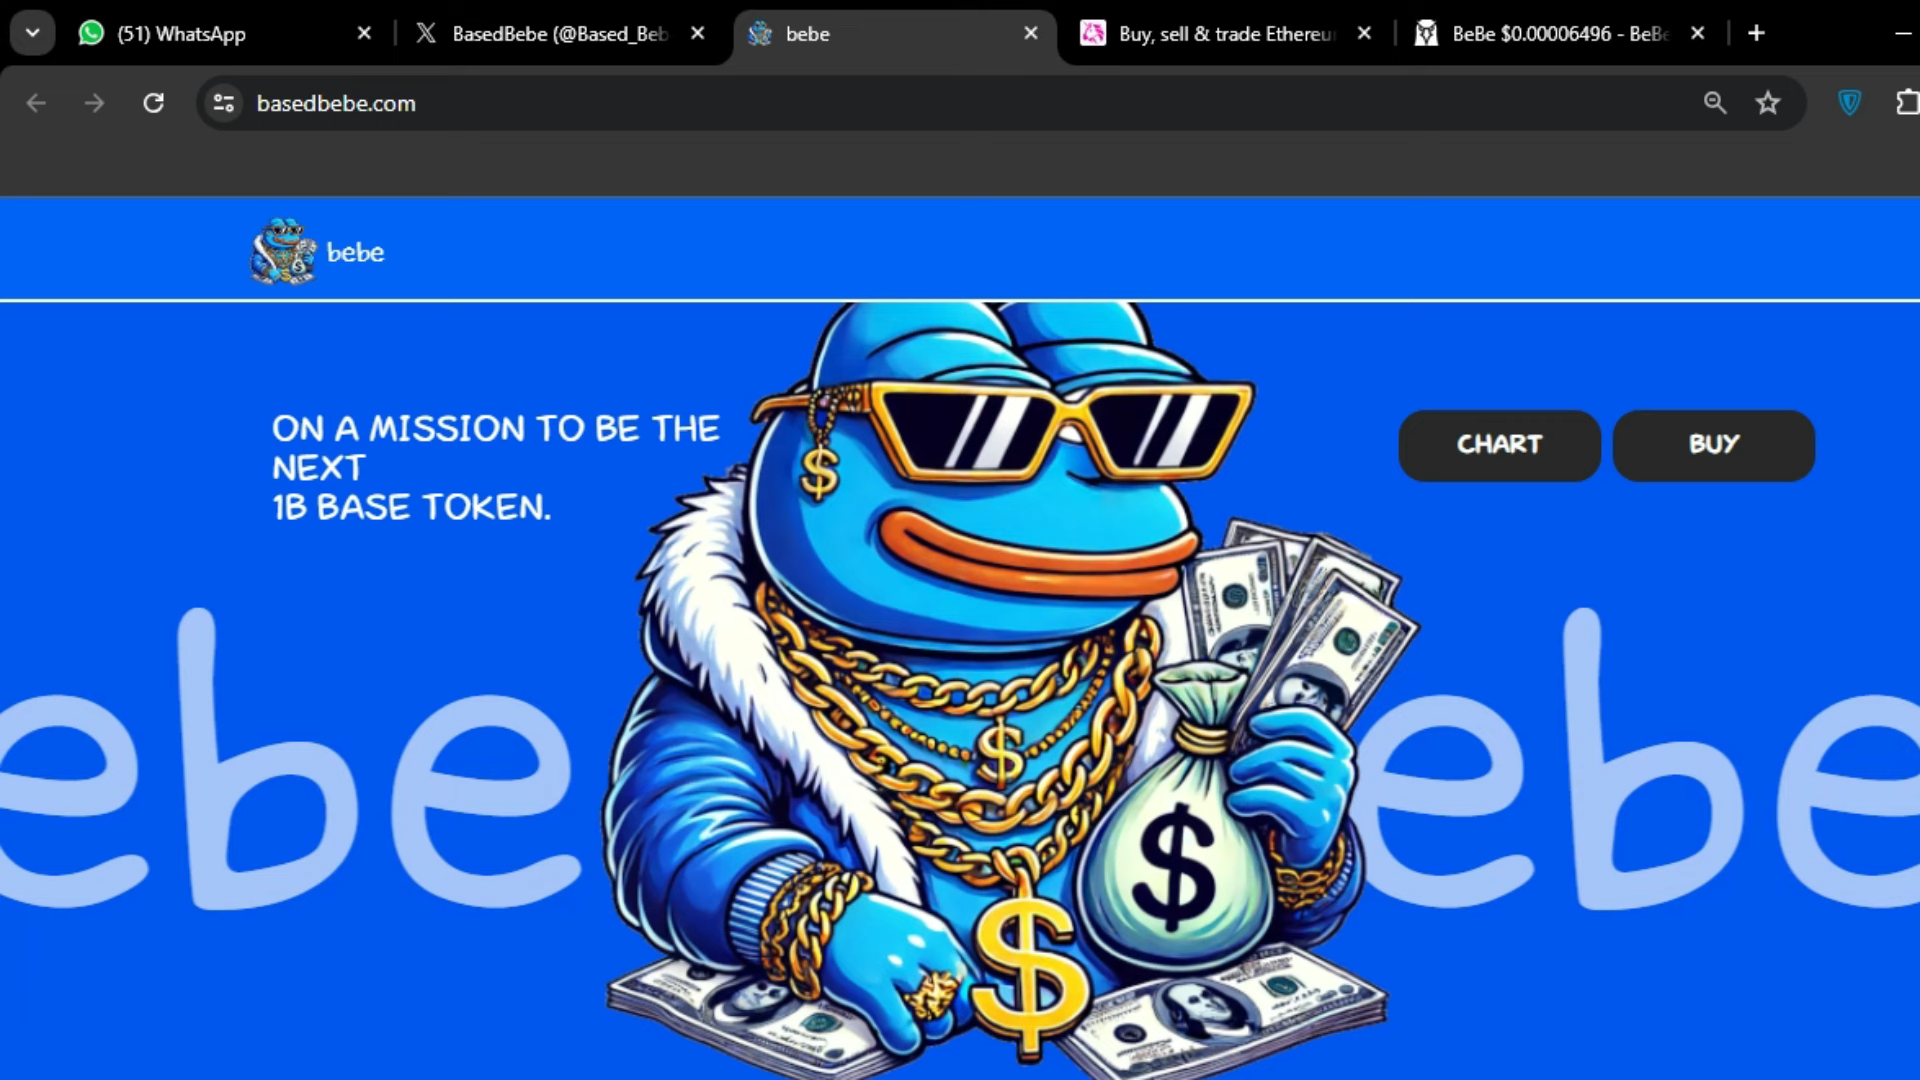 (51) WhatsApp
BasedBebe (@Based_Beb
bebe
Buy, sell & trade Ethereu
BeBe $0.00006496 - BeBe
basedbebe.com
bebe
ON A MISSION TO BE THE
NEXT
1B BASE TOKEN.
CHART
BUY
ebe
ebe
$
$
$
$